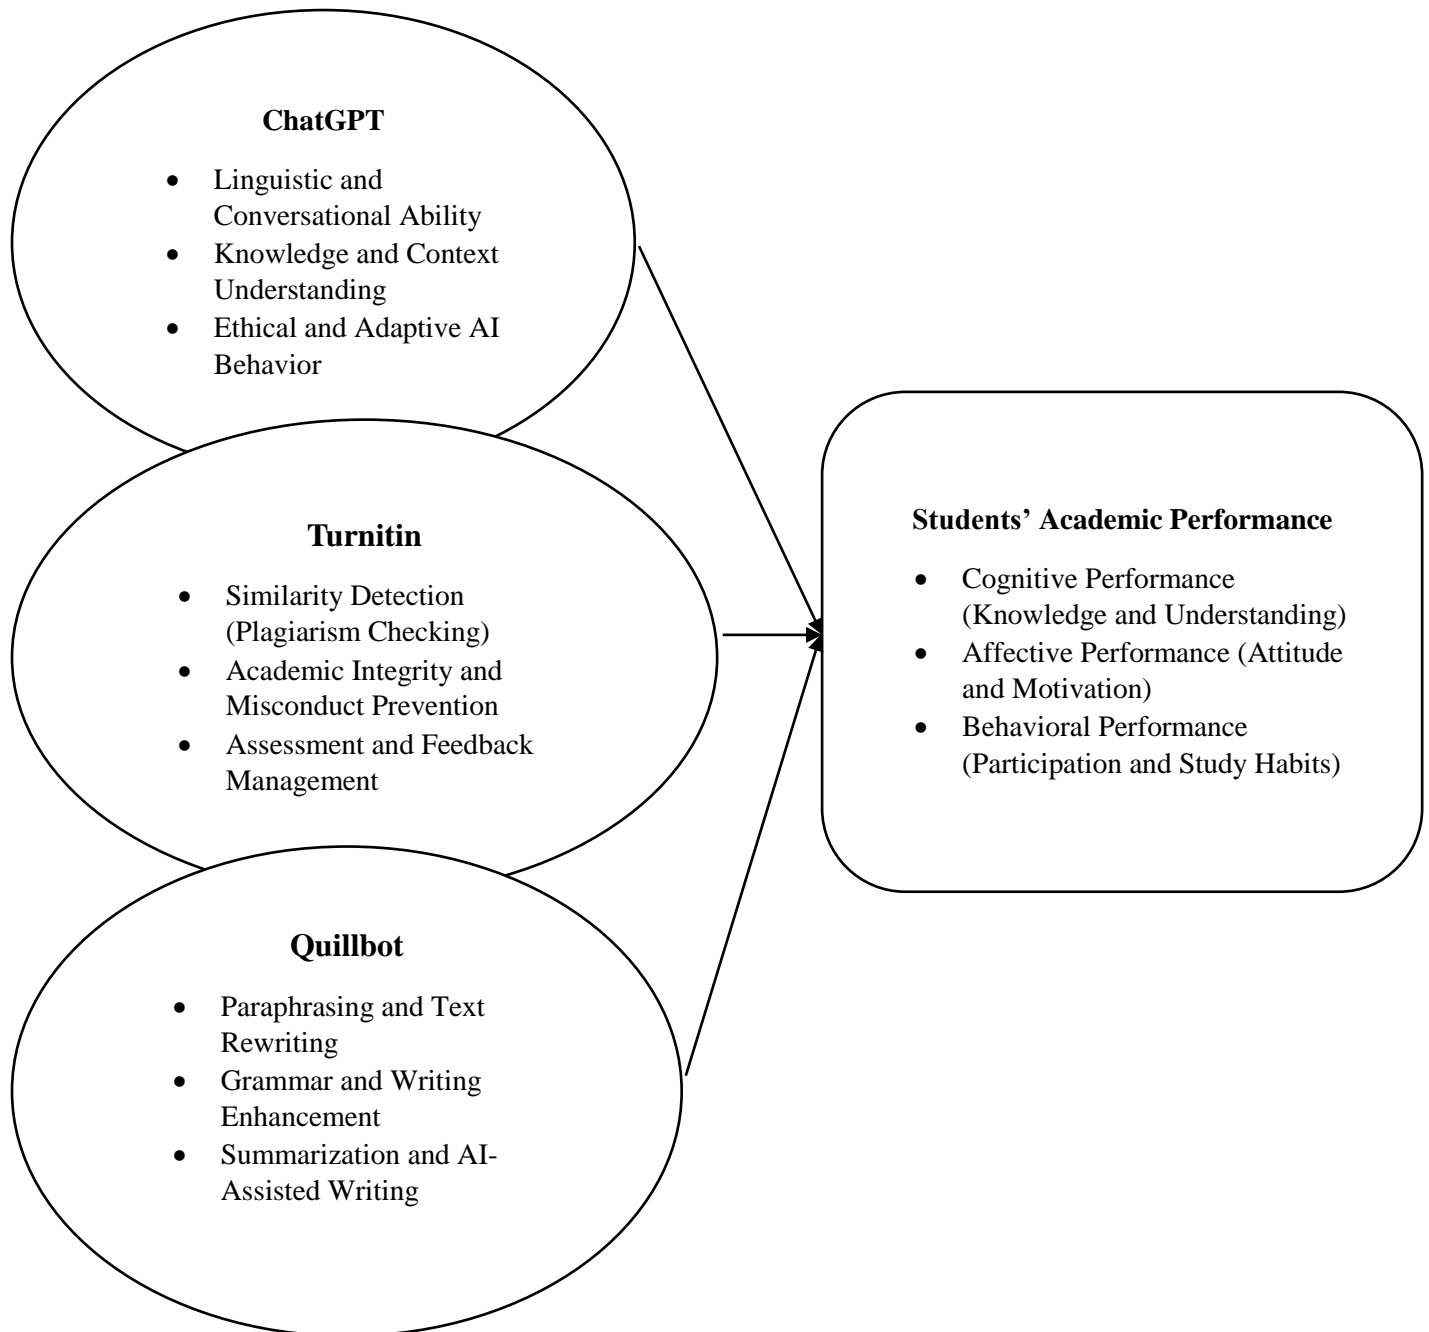 ChatGPT
• Linguistic and
Conversational Ability
• Knowledge and Context
Understanding
• Ethical and Adaptive AI
Behavior
Turnitin
• Similarity Detection
(Plagiarism Checking)
• Academic Integrity and
Misconduct Prevention
• Assessment and Feedback
Management
Quillbot
• Paraphrasing and Text
Rewriting
• Grammar and Writing
Enhancement
• Summarization and AI-
Assisted Writing
Students’ Academic Performance
• Cognitive Performance
(Knowledge and Understanding)
• Affective Performance (Attitude
and Motivation)
• Behavioral Performance
(Participation and Study Habits)